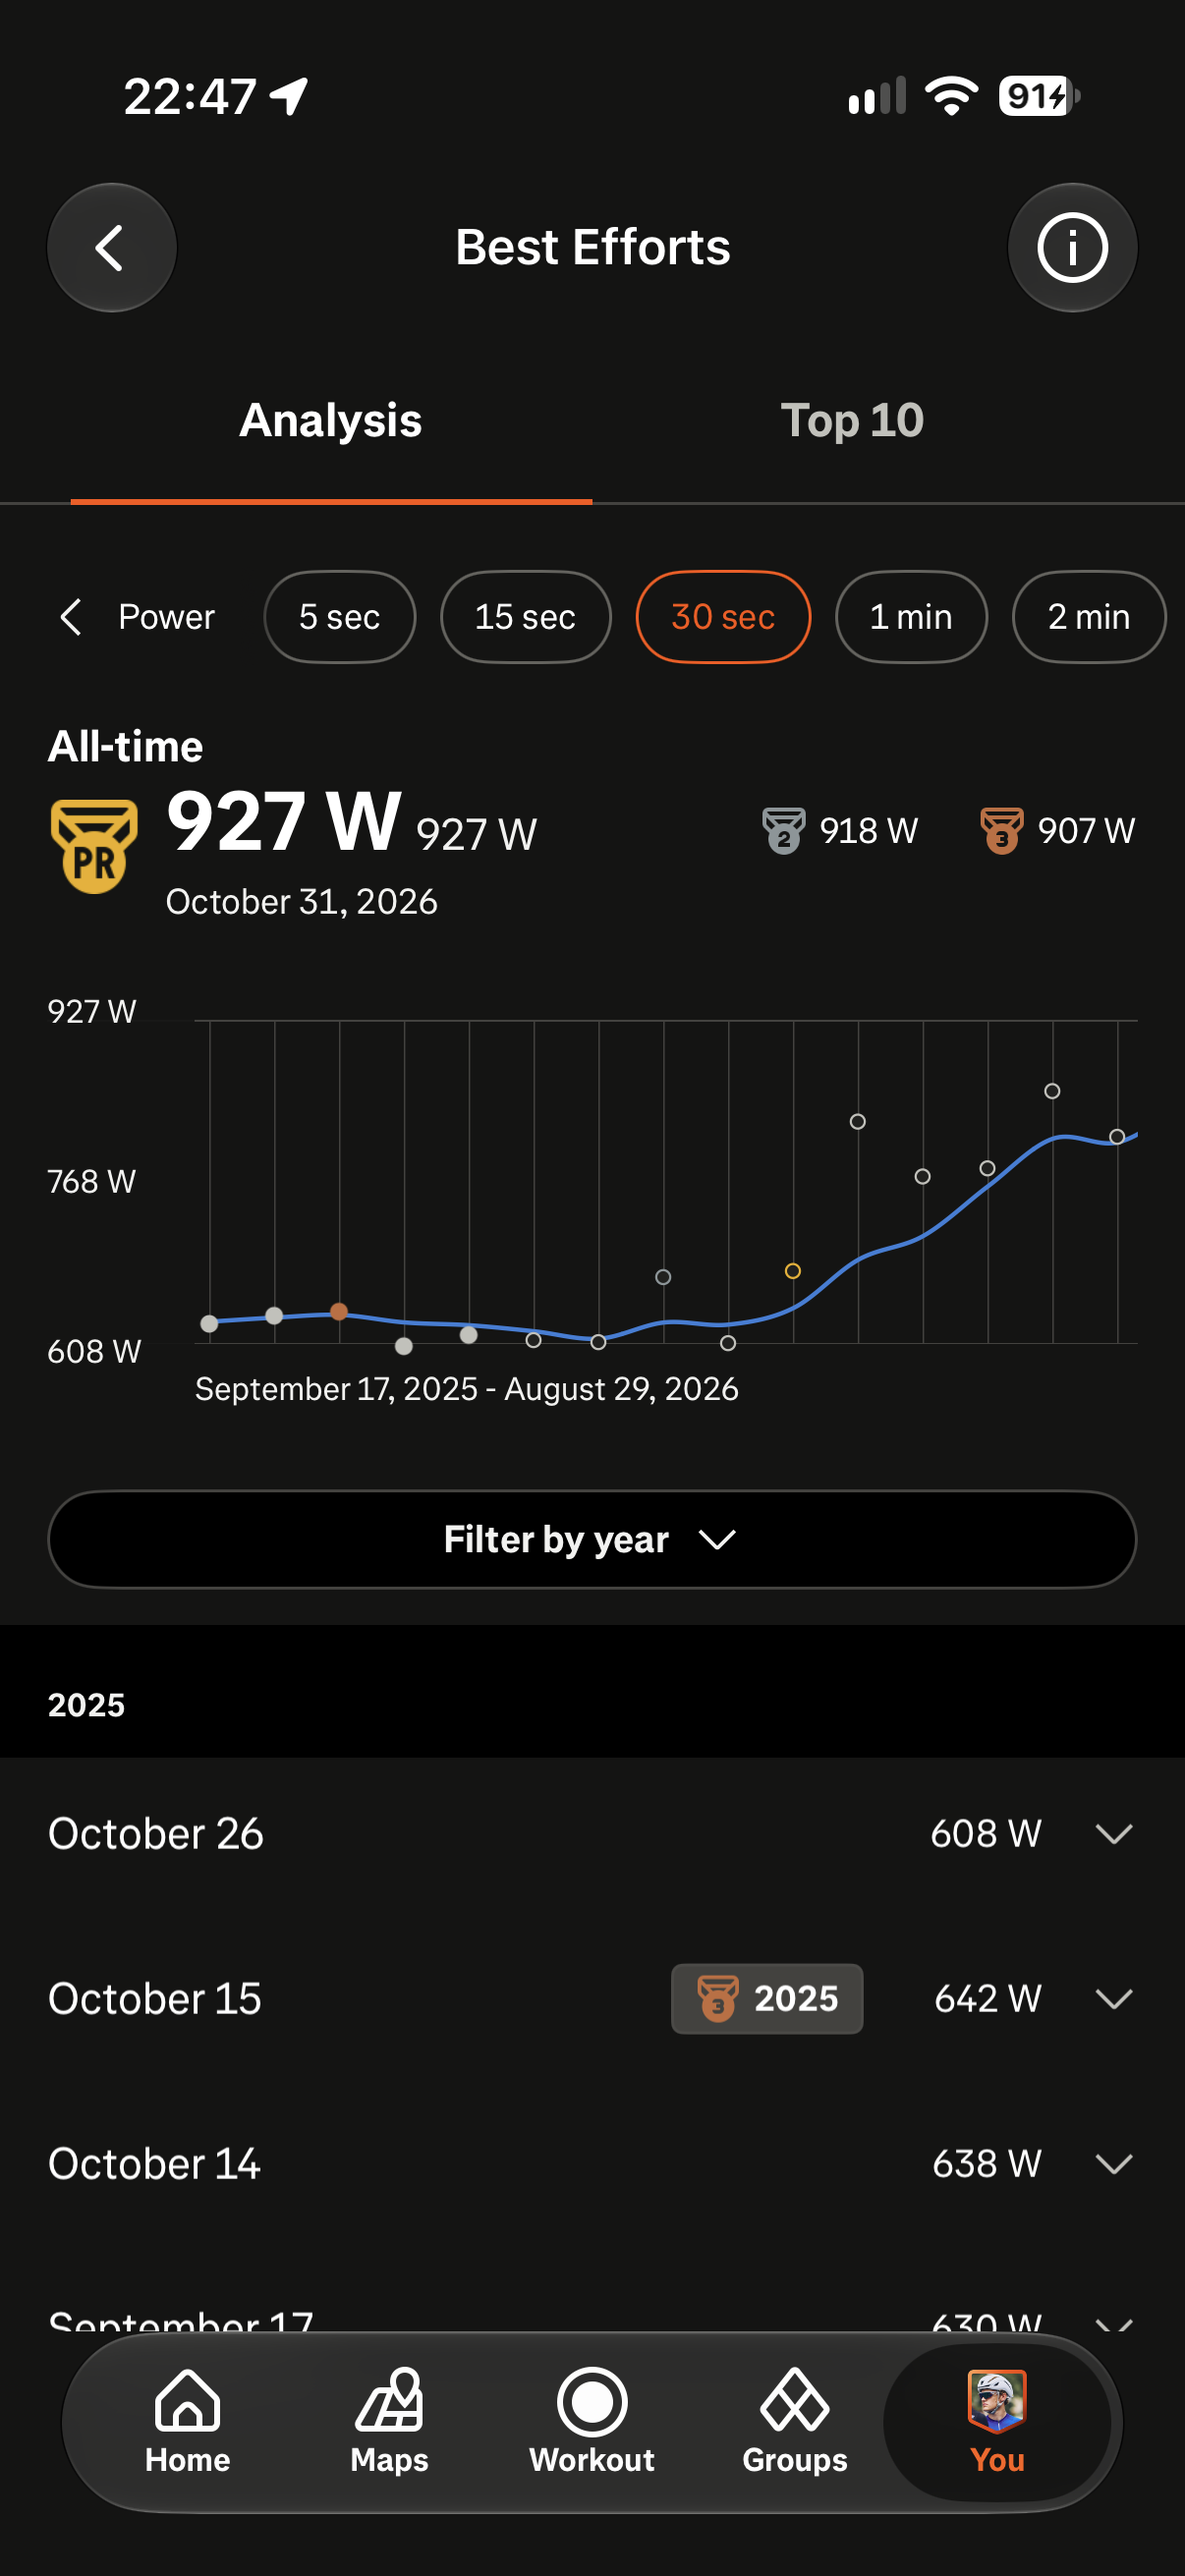 22:47
91
Best Efforts
Analysis Top 10
Power 5 sec 15 sec 30 sec 1 min 2 min
All-time
PR 927 W 927 W 2 918 W 3 907 W
October 31, 2026
927 W
768 W
608 W
September 17, 2025 - August 29, 2026
Filter by year
2025
October 26 608 W
October 15 3 2025 642 W
October 14 638 W
September 17 630 W
Home Maps Workout Groups You